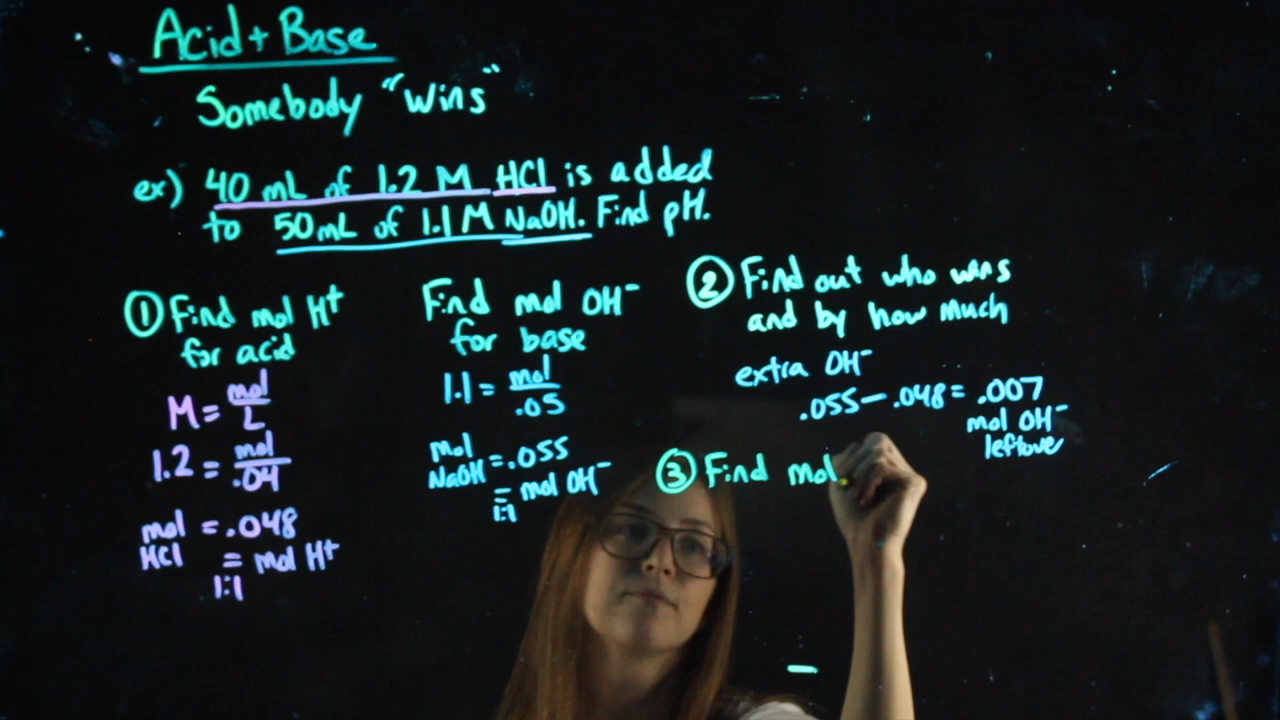 Acid + Base
Somebody "wins"
ex) 40 mL of 1.2 M HCl is added
to 50 mL of 1.1 M NaOH. Find pH.
① Find mol H⁺
for acid
M = mol/L
1.2 = mol/.04
mol HCl = .048
= mol H⁺
1:1
Find mol OH⁻
for base
1.1 = mol/.05
mol NaOH = .055
= mol OH⁻
1:1
② Find out who wins
and by how much
extra OH⁻
.055 - .048 = .007
mol OH⁻
leftover
③ Find mol